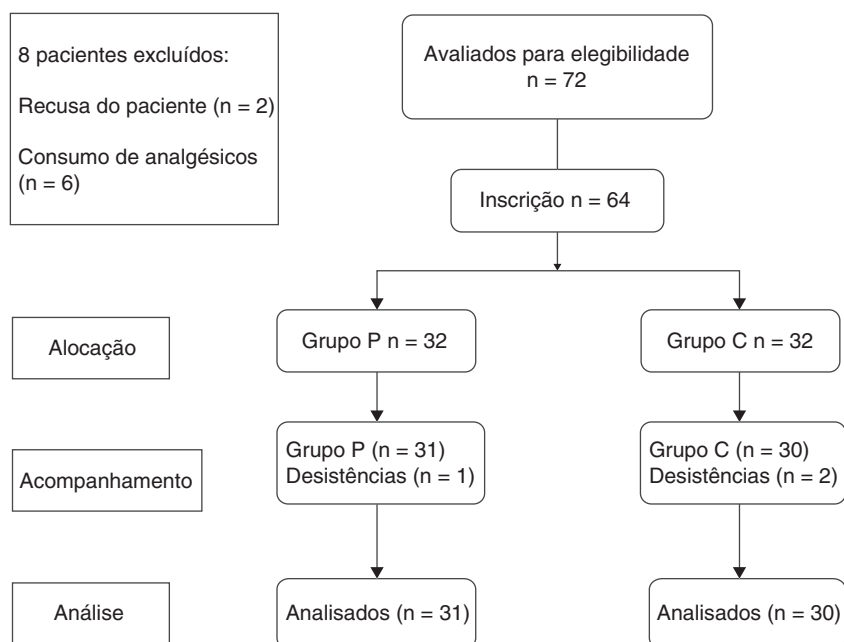 8 pacientes excluídos:
Recusa do paciente (n = 2)
Consumo de analgésicos
(n = 6)
Avaliados para elegibilidade
n = 72
Inscrição n = 64
Alocação
Grupo P n = 32
Grupo C n = 32
Acompanhamento
Grupo P (n = 31)
Desistências (n = 1)
Grupo C (n = 30)
Desistências (n = 2)
Análise
Analisados (n = 31)
Analisados (n = 30)